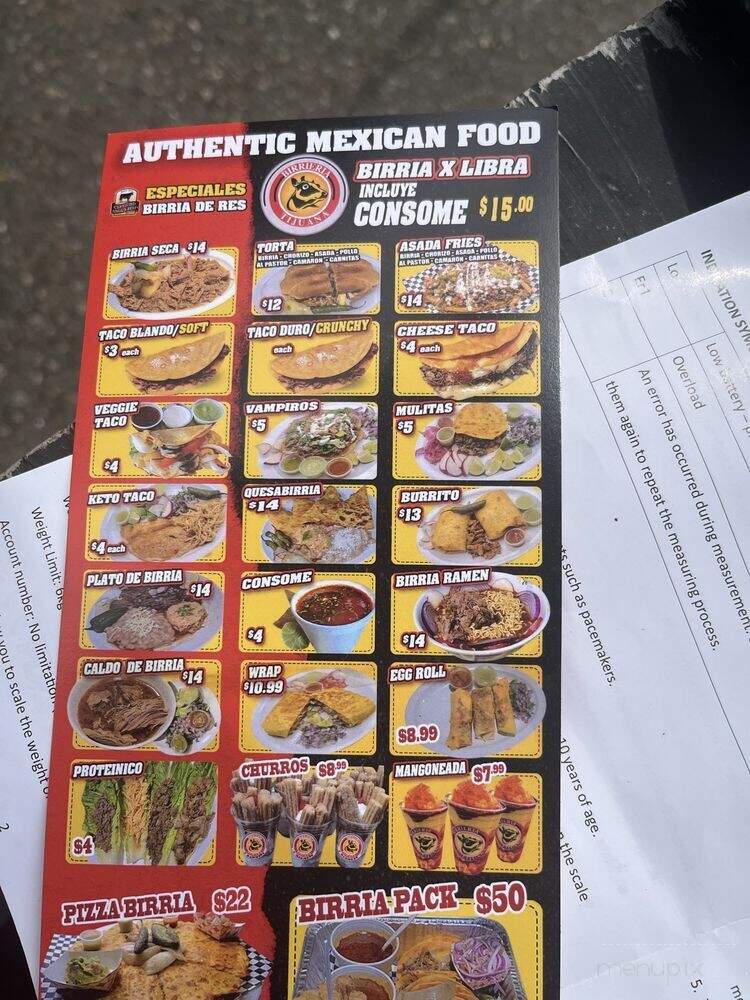 AUTHENTIC MEXICAN FOOD
ESPECIALES
BIRRIA DE RES
BIRRIERIA
TIJUANA
BIRRIA X LIBRA
INCLUYE
CONSOME $15.00
BIRRIA SECA $14
TORTA
BIRRIA - CHORIZO - ASADA - POLLO
AL PASTOR - CAMARON - CARNITAS
$12
ASADA FRIES
BIRRIA - CHORIZO - ASADA - POLLO
AL PASTOR - CAMARON - CARNITAS
$14
TACO BLANDO/SOFT
$3 each
TACO DURO/CRUNCHY
each
CHEESE TACO
$4 each
VEGGIE
TACO
$4
VAMPIROS
$5
MULITAS
$5
KETO TACO
$4 each
QUESABIRRIA
$14
BURRITO
$13
PLATO DE BIRRIA
$14
CONSOME
$4
BIRRIA RAMEN
$14
CALDO DE BIRRIA
$14
WRAP
$10.99
EGG ROLL
$8.99
PROTEINICO
$4
CHURROS $8.99
MANGONEADA $7.99
PIZZA BIRRIA $22
BIRRIA PACK $50
Err
Overload
An error has occurred during measurement.
them again to repeat the measuring process.
such as pacemakers.
10 years of age.
the scale
5.
Weight Limit: 6kg
Account number: No limitation
you to scale the weight
2
menupix